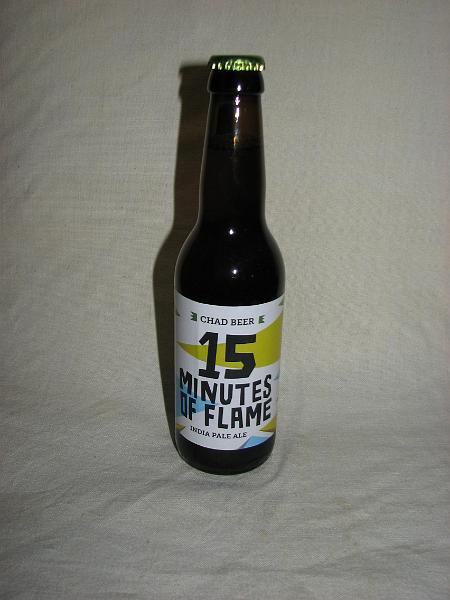 CHAD BEER
15
MINUTES
OF FLAME
INDIA PALE ALE